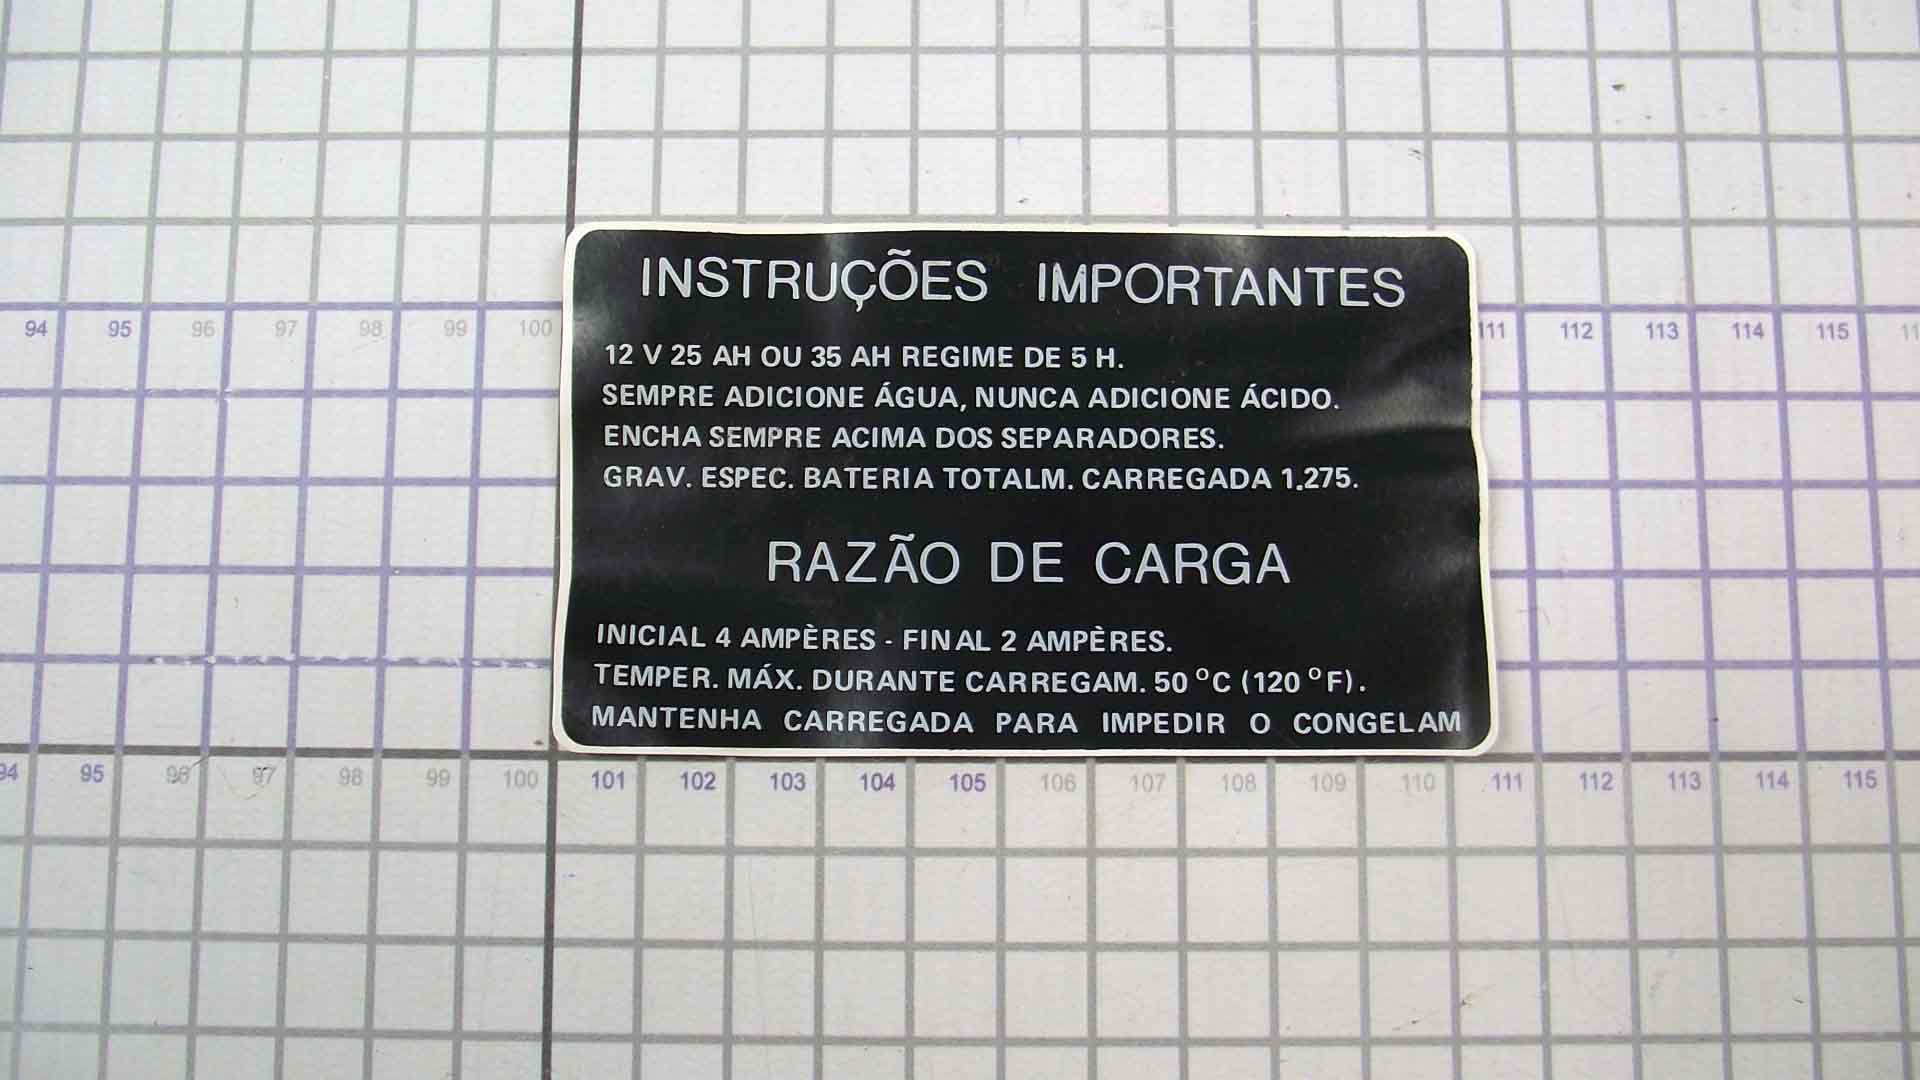 INSTRUÇÕES IMPORTANTES
12 V 25 AH OU 35 AH REGIME DE 5 H.
SEMPRE ADICIONE ÁGUA, NUNCA ADICIONE ÁCIDO.
ENCHA SEMPRE ACIMA DOS SEPARADORES.
GRAV. ESPEC. BATERIA TOTALM. CARREGADA 1.275.
RAZÃO DE CARGA
INICIAL 4 AMPÈRES - FINAL 2 AMPÈRES.
TEMPER. MÁX. DURANTE CARREGAM. 50 °C (120 °F).
MANTENHA CARREGADA PARA IMPEDIR O CONGELAM
94 95 96 97 98 99 100 111 112 113 114 115 11
94 95 96 97 98 99 100 101 102 103 104 105 106 107 108 109 110 111 112 113 114 115